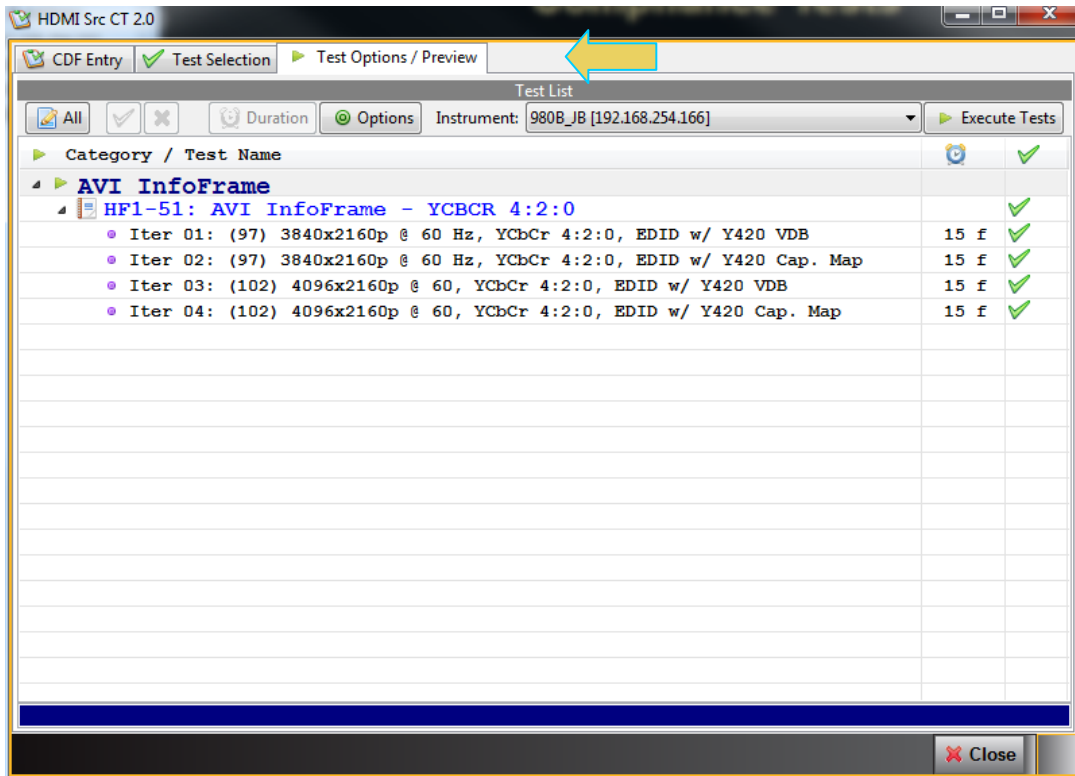 Compliance Tests
HDMI Src CT 2.0
CDF Entry Test Selection Test Options / Preview
Test List
All Duration Options Instrument: 980B_JB [192.168.254.166] Execute Tests
Category / Test Name
AVI InfoFrame
HF1-51: AVI InfoFrame - YCBCR 4:2:0
Iter 01: (97) 3840x2160p @ 60 Hz, YCbCr 4:2:0, EDID w/ Y420 VDB 15 f
Iter 02: (97) 3840x2160p @ 60 Hz, YCbCr 4:2:0, EDID w/ Y420 Cap. Map 15 f
Iter 03: (102) 4096x2160p @ 60, YCbCr 4:2:0, EDID w/ Y420 VDB 15 f
Iter 04: (102) 4096x2160p @ 60, YCbCr 4:2:0, EDID w/ Y420 Cap. Map 15 f
Close